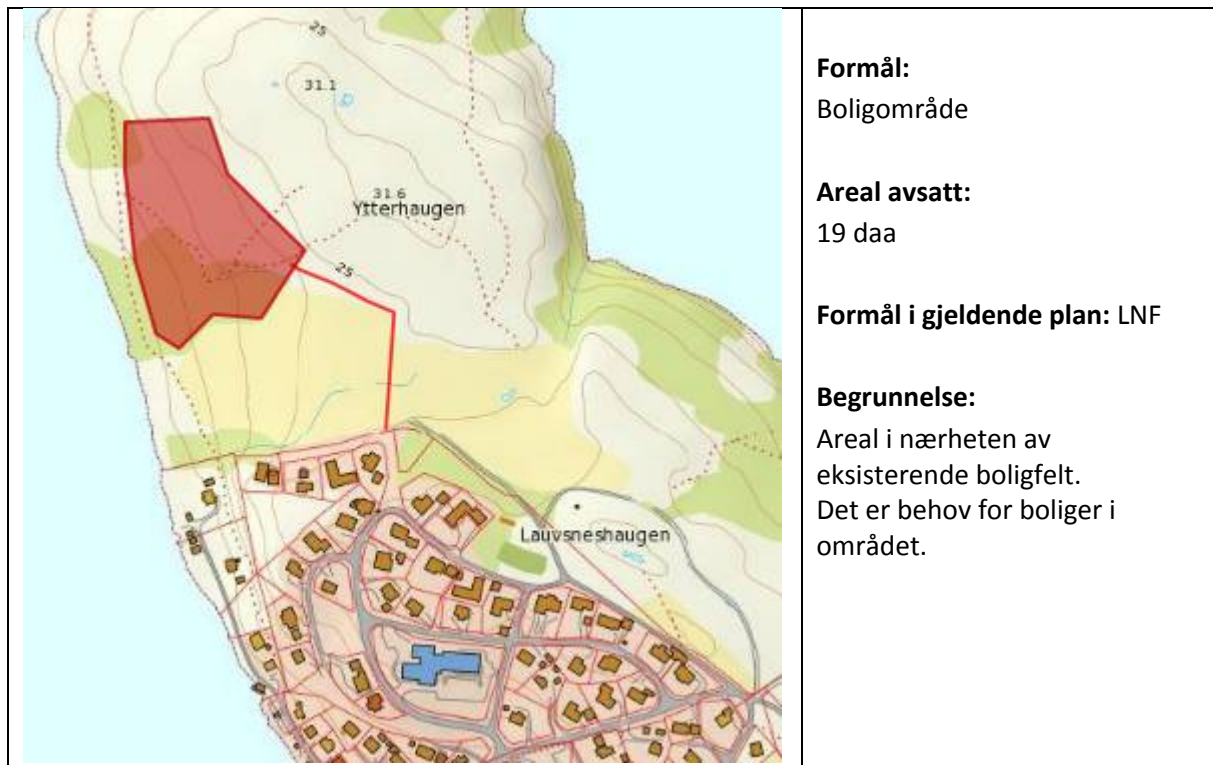 25
31.1
31.6
Ytterhaugen
25
Lauvsneshaugen
Formål:
Boligområde
Areal avsatt:
19 daa
Formål i gjeldende plan: LNF
Begrunnelse:
Areal i nærheten av
eksisterende boligfelt.
Det er behov for boliger i
området.